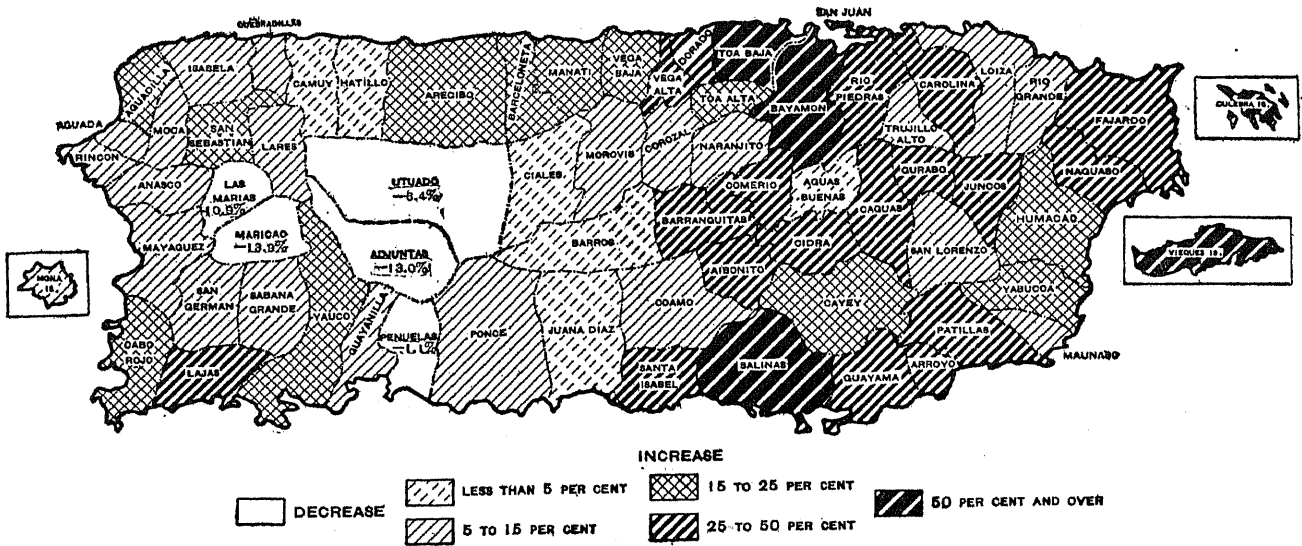 SAN JUAN
QUEBRADILLES
AGUADILLA
ISABELA
CAMUY
HATILLO
ARECIBO
BARCELONETA
MANATI
VEGA
BAJA
VEGA
ALTA
DORADO
TOA BAJA
TOA ALTA
BAYAMON
RIO
PIEDRAS
CAROLINA
LOIZA
RIO
GRANDE
FAJARDO
CULEBRA IS.
AGUADA
MOCA
SAN
SEBASTIAN
LARES
RINCON
ANASCO
LAS
MARIAS
UTUADO
CIALES
MOROVIS
COROZAL
NARANJITO
TRUJILLO
ALTO
COMERIO
AGUAS
BUENAS
GURABO
JUNCOS
NAGUABO
MARICAO
—13.9%
MAYAGUEZ
ADJUNTAS
—13.0%
BARROS
BARRANQUITAS
CIDRA
CAGUAS
SAN LORENZO
HUMACAO
VIEQUES IS.
MONA
IS.
SAN
GERMAN
SABANA
GRANDE
YAUCO
GUAYANILLA
PENUELAS
—1.1%
PONCE
JUANA DIAZ
COAMO
AIBONITO
CAYEY
YABUCOA
CABO
ROJO
LAJAS
SANTA
ISABEL
SALINAS
GUAYAMA
ARROYO
PATILLAS
MAUNABO
INCREASE
DECREASE
LESS THAN 5 PER CENT
5 TO 15 PER CENT
15 TO 25 PER CENT
25 TO 50 PER CENT
50 PER CENT AND OVER